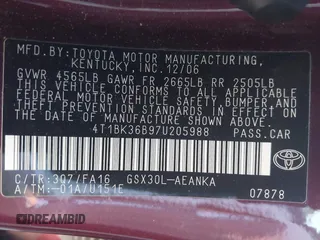 MFD.BY:TOYOTA MOTOR MANUFACTURING,
KENTUCKY, INC.12/06
GVWR 4565LB GAWR FR 2665LB RR 2505LB
THIS VEHICLE CONFORMS TO ALL APPLICABLE
FEDERAL MOTOR VEHICLE SAFETY, BUMPER, AND
THEFT PREVENTION STANDARDS IN EFFECT ON
THE DATE OF MANUFACTURE SHOWN ABOVE.
4T1BK36B97U205988 PASS.CAR
C/TR:3Q7/FA16 GSX30L-AEANKA
A/TM:-01A/U151E
TOYOTA
07878
DREAMBID